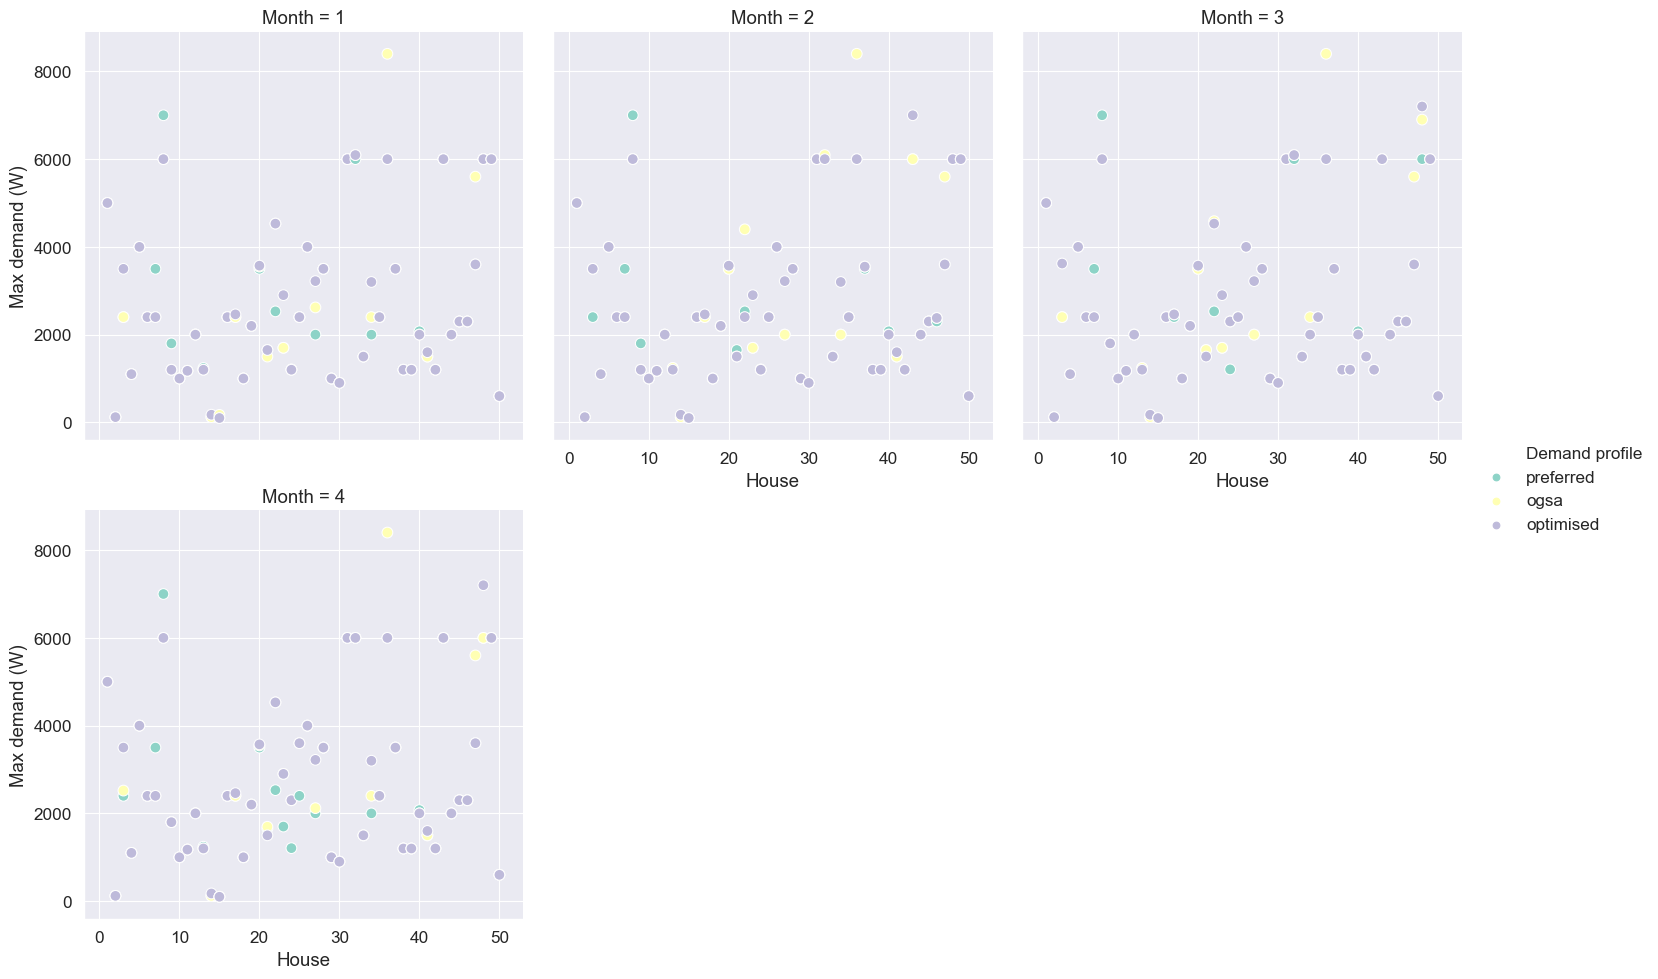 Month = 1
Month = 2
Month = 3
8000
6000
4000
2000
0
Max demand (W)
0 10 20 30 40 50
House
0 10 20 30 40 50
House
Demand profile
preferred
ogsa
optimised
Month = 4
8000
6000
4000
2000
0
Max demand (W)
0 10 20 30 40 50
House